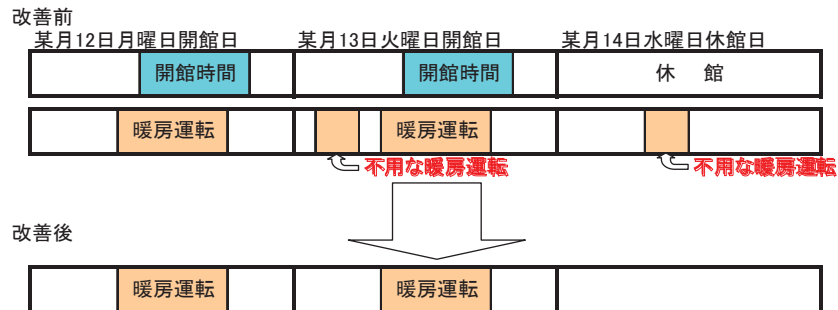 改善前
某月12日月曜日開館日 某月13日火曜日開館日 某月14日水曜日休館日
開館時間 開館時間 休 館
暖房運転 暖房運転
不用な暖房運転 不用な暖房運転
改善後
暖房運転 暖房運転